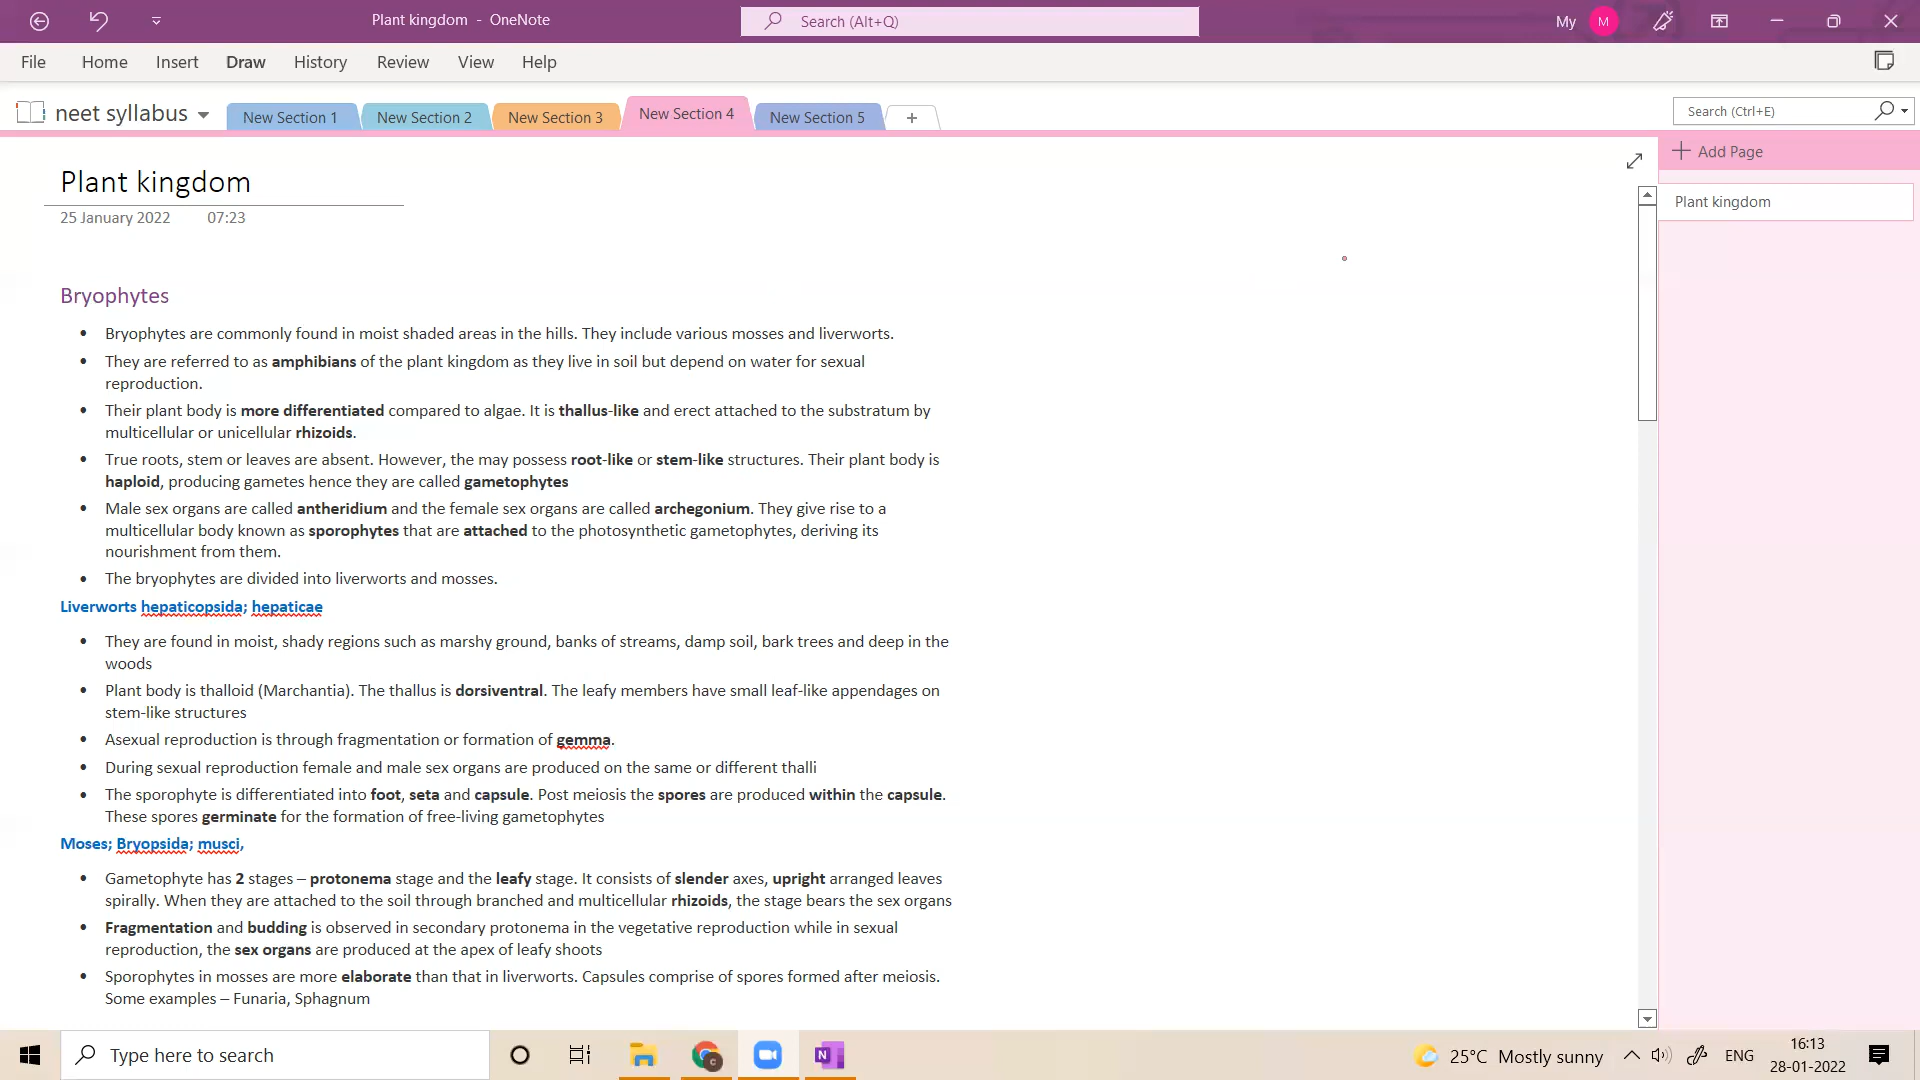 Plant kingdom - OneNote
Search (Alt+Q)
My
M
File Home Insert Draw History Review View Help
neet syllabus
New Section 1
New Section 2
New Section 3
New Section 4
New Section 5
+
Search (Ctrl+E)
Add Page
Plant kingdom
Plant kingdom
25 January 2022 07:23
Bryophytes
• Bryophytes are commonly found in moist shaded areas in the hills. They include various mosses and liverworts.
• They are referred to as amphibians of the plant kingdom as they live in soil but depend on water for sexual
reproduction.
• Their plant body is more differentiated compared to algae. It is thallus-like and erect attached to the substratum by
multicellular or unicellular rhizoids.
• True roots, stem or leaves are absent. However, the may possess root-like or stem-like structures. Their plant body is
haploid, producing gametes hence they are called gametophytes
• Male sex organs are called antheridium and the female sex organs are called archegonium. They give rise to a
multicellular body known as sporophytes that are attached to the photosynthetic gametophytes, deriving its
nourishment from them.
• The bryophytes are divided into liverworts and mosses.
Liverworts hepaticopsida; hepaticae
• They are found in moist, shady regions such as marshy ground, banks of streams, damp soil, bark trees and deep in the
woods
• Plant body is thalloid (Marchantia). The thallus is dorsiventral. The leafy members have small leaf-like appendages on
stem-like structures
• Asexual reproduction is through fragmentation or formation of gemma.
• During sexual reproduction female and male sex organs are produced on the same or different thalli
• The sporophyte is differentiated into foot, seta and capsule. Post meiosis the spores are produced within the capsule.
These spores germinate for the formation of free-living gametophytes
Moses; Bryopsida; musci,
• Gametophyte has 2 stages – protonema stage and the leafy stage. It consists of slender axes, upright arranged leaves
spirally. When they are attached to the soil through branched and multicellular rhizoids, the stage bears the sex organs
• Fragmentation and budding is observed in secondary protonema in the vegetative reproduction while in sexual
reproduction, the sex organs are produced at the apex of leafy shoots
• Sporophytes in mosses are more elaborate than that in liverworts. Capsules comprise of spores formed after meiosis.
Some examples – Funaria, Sphagnum
Type here to search
C
N
25°C Mostly sunny
ENG
16:13
28-01-2022